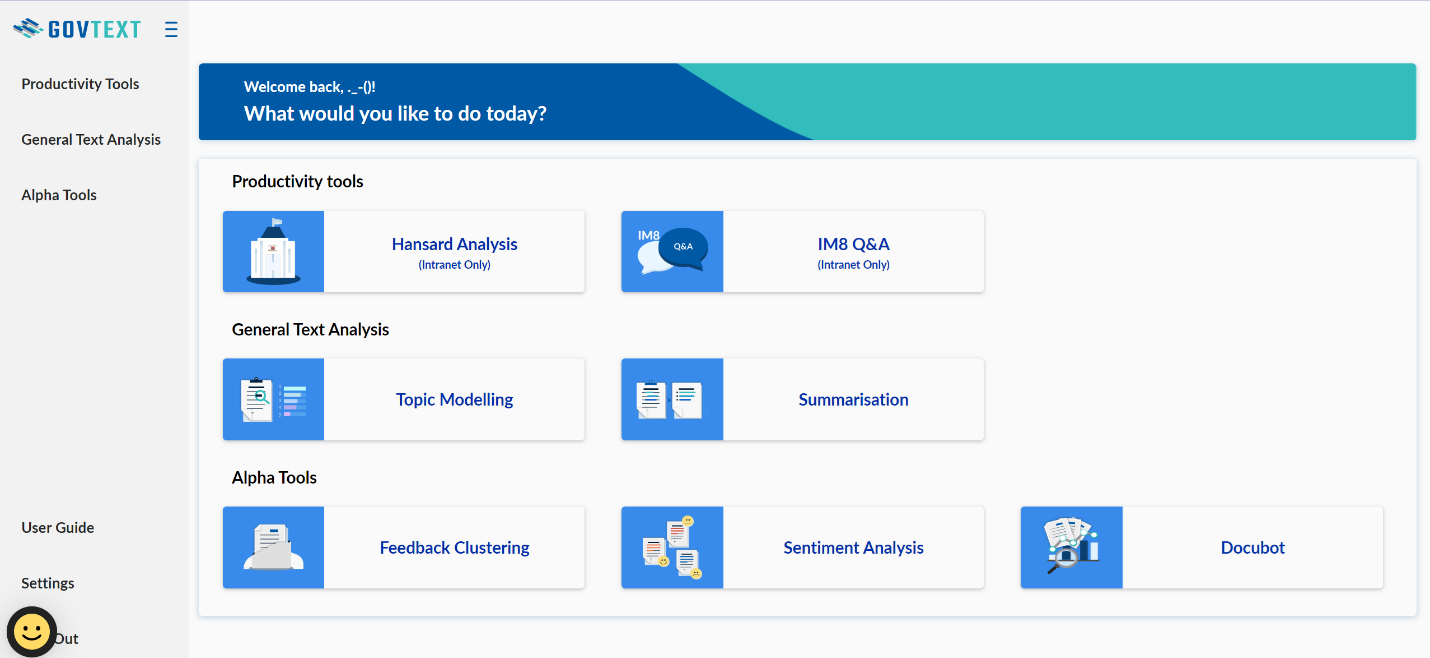 GOVTEXT
Productivity Tools
General Text Analysis
Alpha Tools
User Guide
Settings
Out
Welcome back, ._-()!
What would you like to do today?
Productivity tools
Hansard Analysis
(Intranet Only)
IM8
Q&A
IM8 Q&A
(Intranet Only)
General Text Analysis
Topic Modelling
Summarisation
Alpha Tools
Feedback Clustering
Sentiment Analysis
Docubot